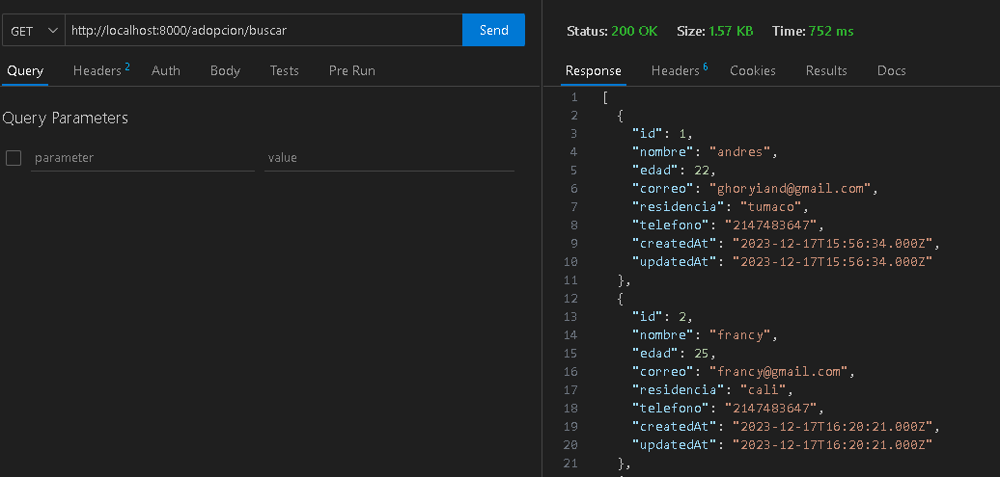 GET http://localhost:8000/adopcion/buscar Send
Query Headers 2 Auth Body Tests Pre Run
Query Parameters
parameter value
Status: 200 OK Size: 1.57 KB Time: 752 ms
Response Headers 6 Cookies Results Docs
1 [
2 {
3 "id": 1,
4 "nombre": "andres",
5 "edad": 22,
6 "correo": "ghoryiand@gmail.com",
7 "residencia": "tumaco",
8 "telefono": "2147483647",
9 "createdAt": "2023-12-17T15:56:34.000Z",
10 "updatedAt": "2023-12-17T15:56:34.000Z"
11 },
12 {
13 "id": 2,
14 "nombre": "francy",
15 "edad": 25,
16 "correo": "francy@gmail.com",
17 "residencia": "cali",
18 "telefono": "2147483647",
19 "createdAt": "2023-12-17T16:20:21.000Z",
20 "updatedAt": "2023-12-17T16:20:21.000Z"
21 },